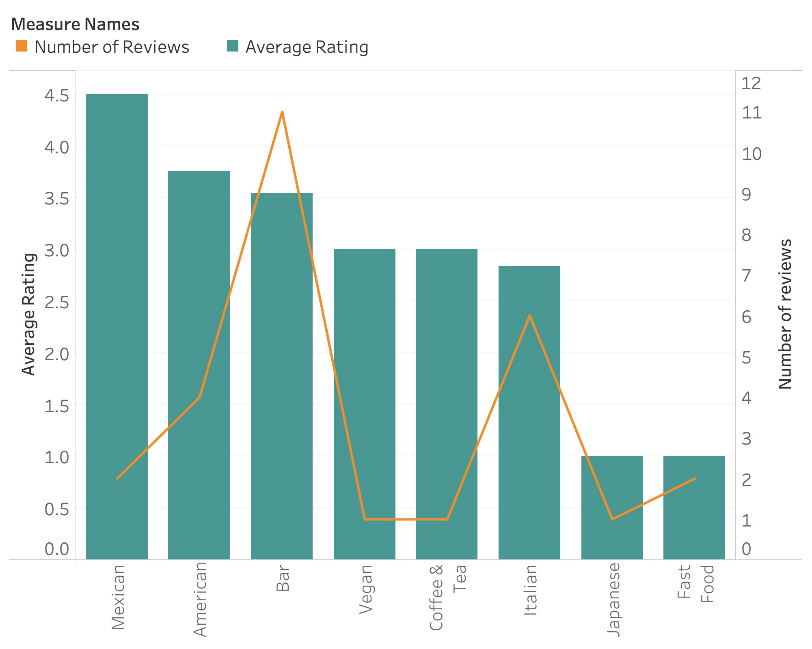 Measure Names
Number of Reviews
Average Rating
4.5
4.0
3.5
3.0
2.5
2.0
1.5
1.0
0.5
0.0
Average Rating
12
11
10
9
8
7
6
5
4
3
2
1
0
Number of reviews
Mexican
American
Bar
Vegan
Coffee &
Tea
Italian
Japanese
Fast
Food